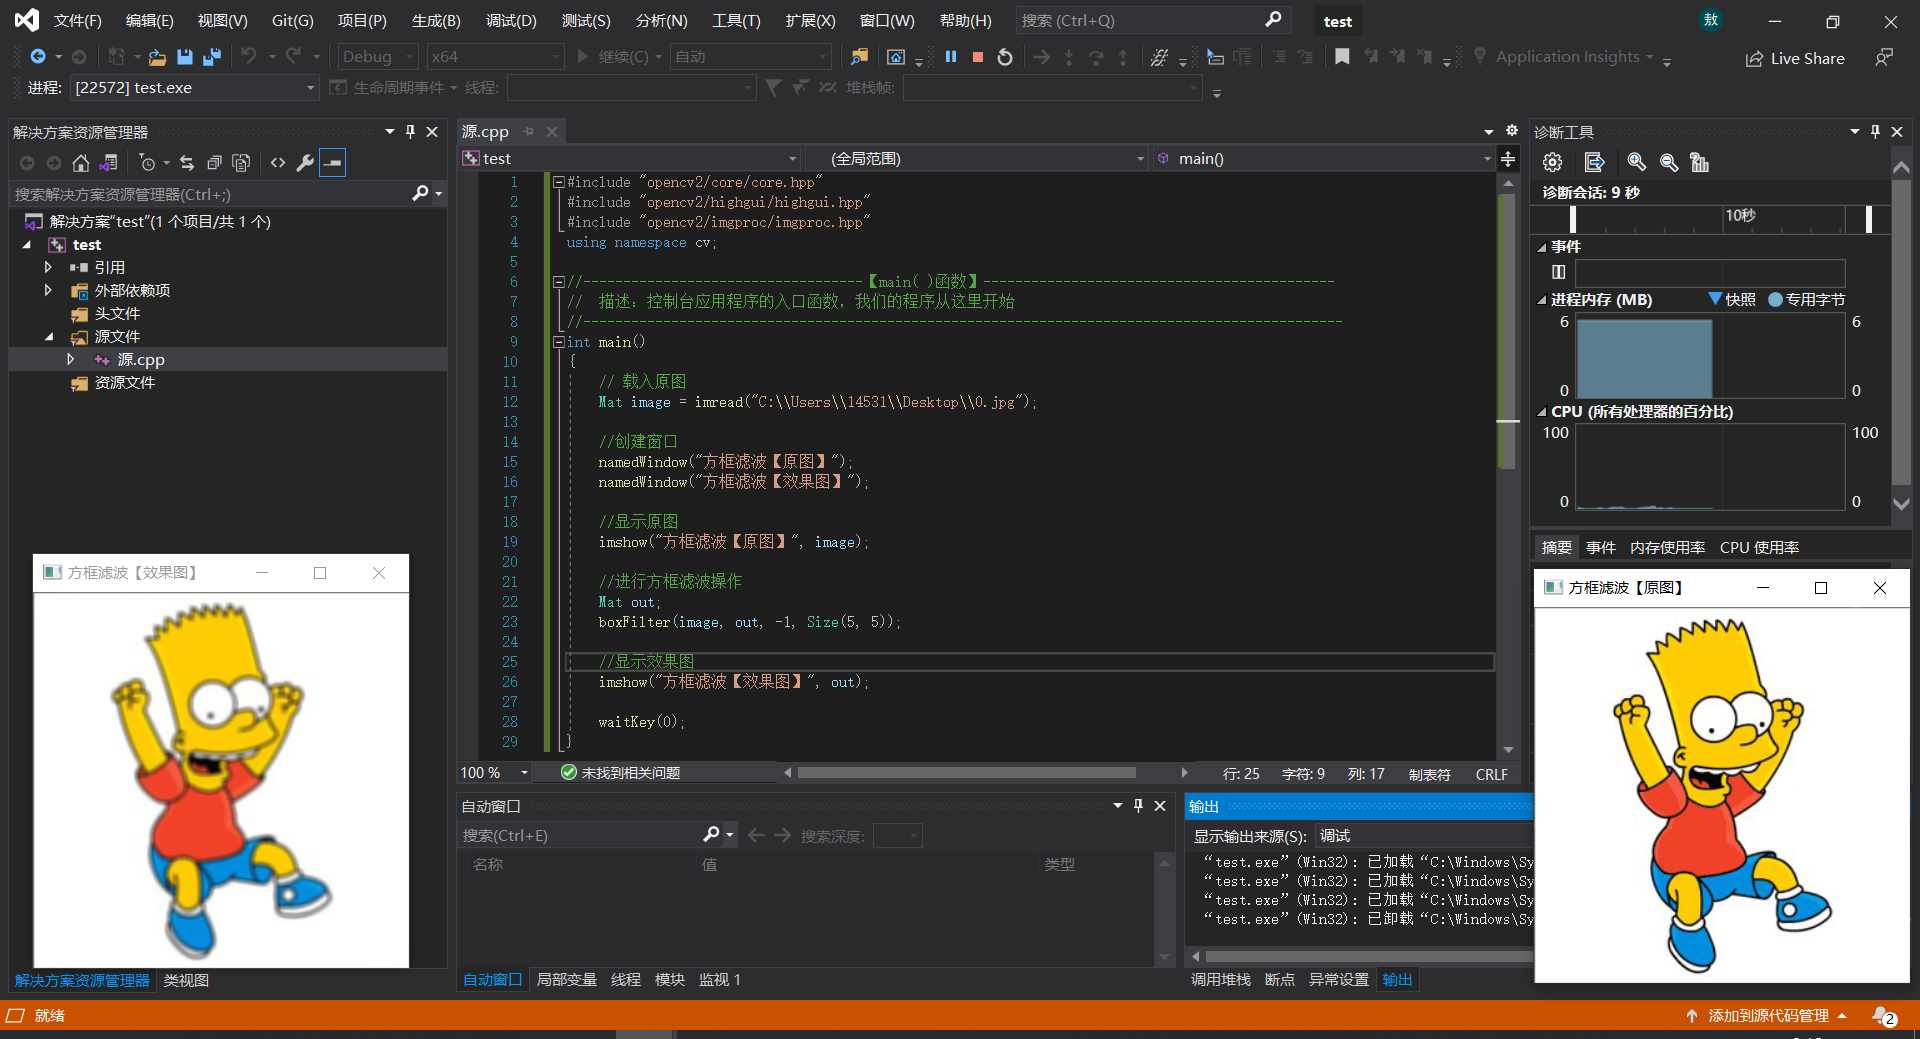 文件(F) 编辑(E) 视图(V) Git(G) 项目(P) 生成(B) 调试(D) 测试(S) 分析(N) 工具(T) 扩展(X) 窗口(W) 帮助(H) 搜索 (Ctrl+Q) test 敖
Debug x64 继续(C) 自动 Application Insights Live Share
进程: [22572] test.exe 生命周期事件 线程: 堆栈帧:
解决方案资源管理器
搜索解决方案资源管理器(Ctrl+;)
解决方案“test”(1 个项目/共 1 个)
test
引用
外部依赖项
头文件
源文件
源.cpp
资源文件
源.cpp
test (全局范围) main()
1 #include "opencv2/core/core.hpp"
2 #include "opencv2/highgui/highgui.hpp"
3 #include "opencv2/imgproc/imgproc.hpp"
4 using namespace cv;
5
6 //-----------------------------------【main( )函数】--------------------------------------------
7 // 描述：控制台应用程序的入口函数，我们的程序从这里开始
8 //-----------------------------------------------------------------------------------------------
9 int main()
10 {
11 // 载入原图
12 Mat image = imread("C:\\Users\\14531\\Desktop\\0.jpg");
13
14 //创建窗口
15 namedWindow("方框滤波【原图】");
16 namedWindow("方框滤波【效果图】");
17
18 //显示原图
19 imshow("方框滤波【原图】", image);
20
21 //进行方框滤波操作
22 Mat out;
23 boxFilter(image, out, -1, Size(5, 5));
24
25 //显示效果图
26 imshow("方框滤波【效果图】", out);
27
28 waitKey(0);
29 }
100 % 未找到相关问题 行: 25 字符: 9 列: 17 制表符 CRLF
诊断工具
诊断会话: 9 秒
10秒
事件
进程内存 (MB) 快照 专用字节
6 6
0 0
CPU (所有处理器的百分比)
100 100
0 0
摘要 事件 内存使用率 CPU 使用率
方框滤波【效果图】
方框滤波【原图】
解决方案资源管理器 类视图
自动窗口
搜索(Ctrl+E) 搜索深度:
名称 值 类型
自动窗口 局部变量 线程 模块 监视 1
输出
显示输出来源(S): 调试
“test.exe” (Win32): 已加载 “C:\Windows\Sy
“test.exe” (Win32): 已加载 “C:\Windows\Sy
“test.exe” (Win32): 已加载 “C:\Windows\Sy
“test.exe” (Win32): 已卸载 “C:\Windows\Sy
调用堆栈 断点 异常设置 输出
就绪 添加到源代码管理 2